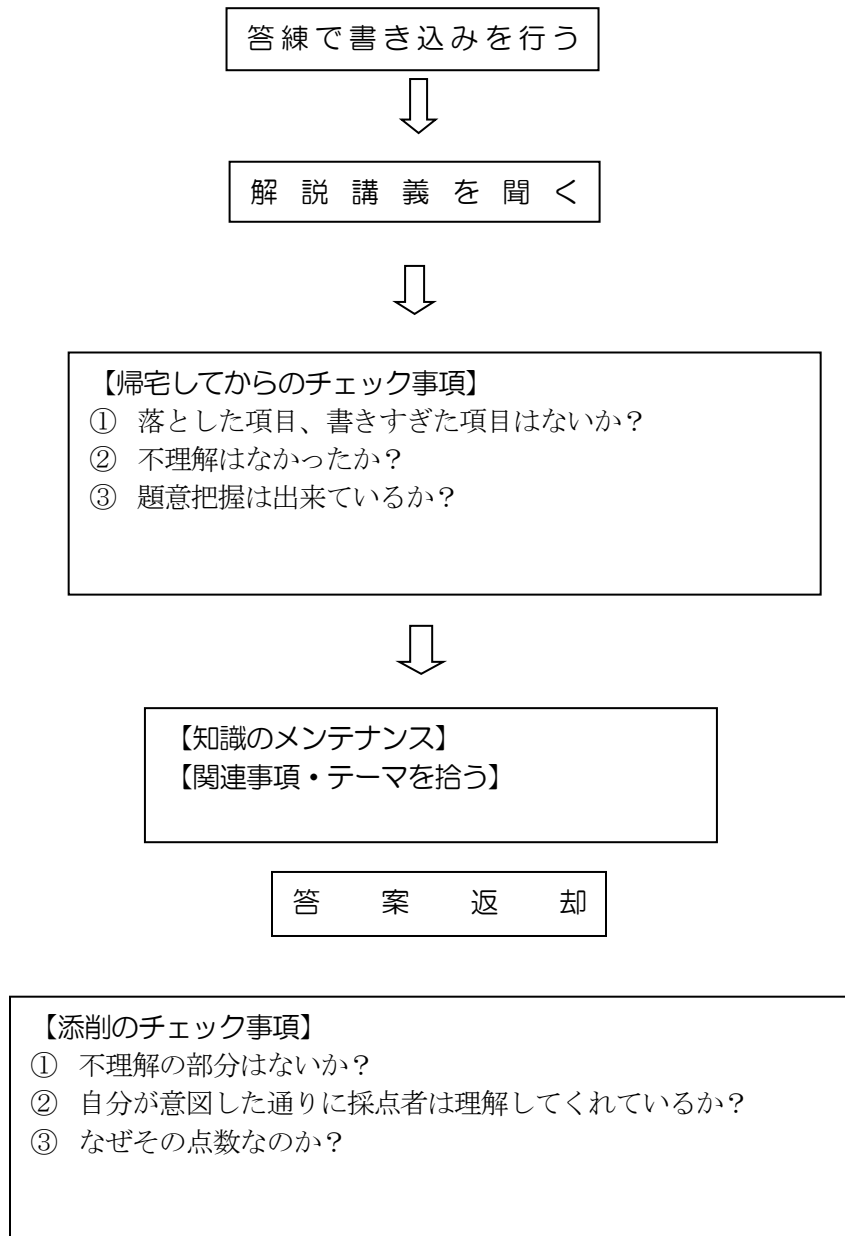 答練で書き込みを行う
解説講義を聞く
【帰宅してからのチェック事項】
① 落とした項目、書きすぎた項目はないか？
② 不理解はなかったか？
③ 題意把握は出来ているか？
【知識のメンテナンス】
【関連事項・テーマを拾う】
答案返却
【添削のチェック事項】
① 不理解の部分はないか？
② 自分が意図した通りに採点者は理解してくれているか？
③ なぜその点数なのか？